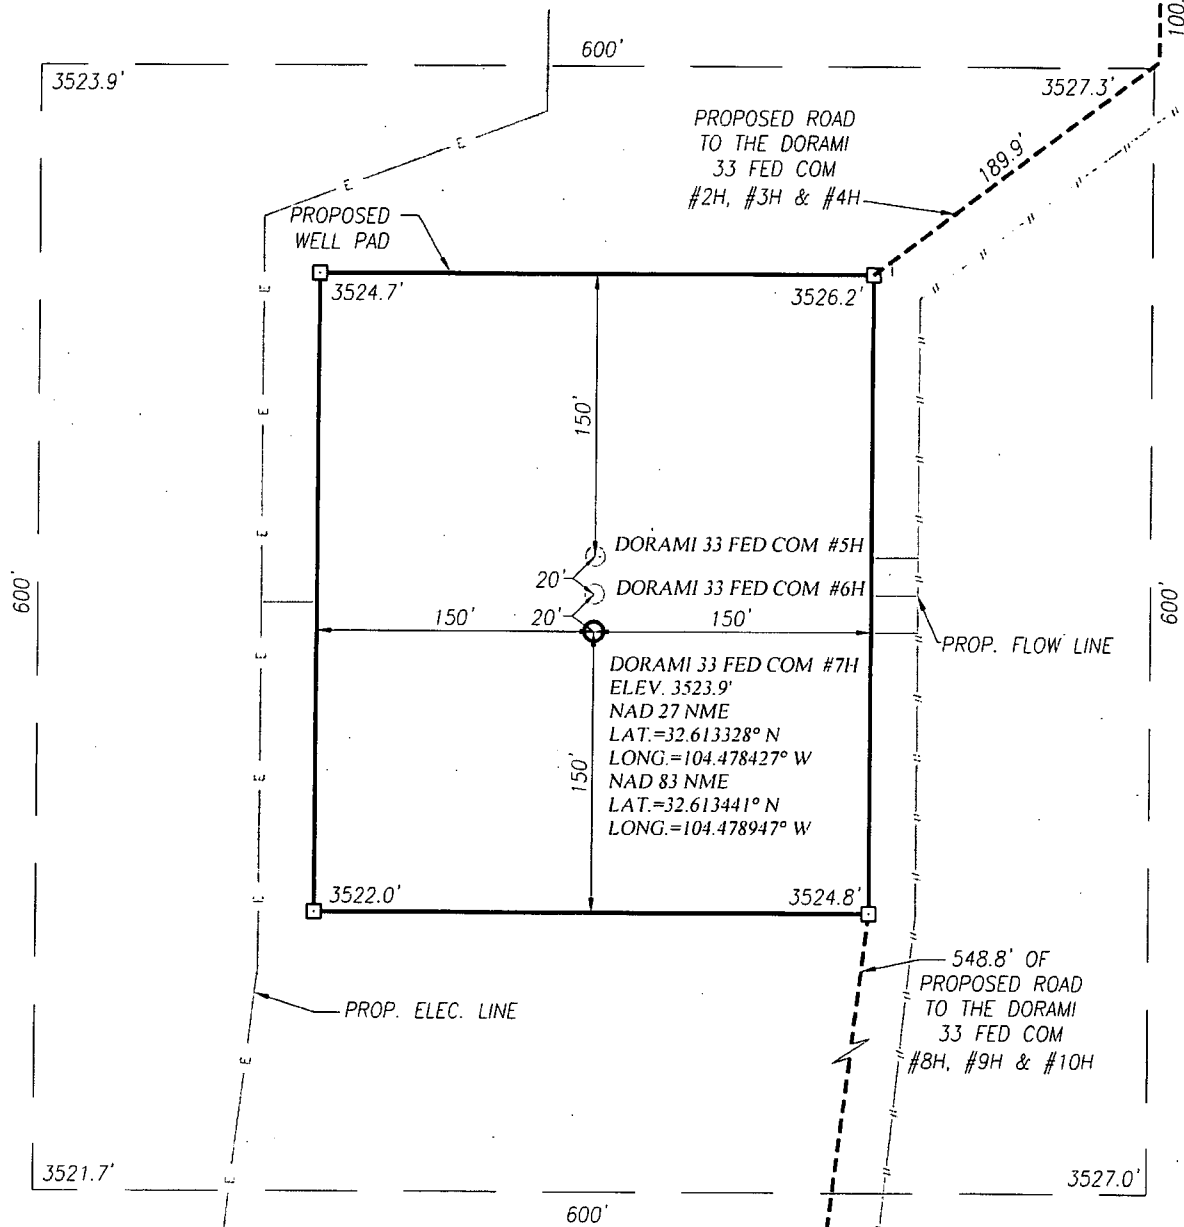 100.
600'
3523.9'
3527.3'
PROPOSED ROAD
TO THE DORAMI
33 FED COM
#2H, #3H & #4H
189.9'
E
E
PROPOSED
WELL PAD
3524.7'
3526.2'
E
E
E
150'
DORAMI 33 FED COM #5H
20'
DORAMI 33 FED COM #6H
600'
600'
150'
20'
150'
PROP. FLOW LINE
DORAMI 33 FED COM #7H
ELEV. 3523.9'
NAD 27 NME
LAT.=32.613328° N
LONG.=104.478427° W
NAD 83 NME
LAT.=32.613441° N
LONG.=104.478947° W
150'
E
E
E
3522.0'
3524.8'
548.8' OF
PROPOSED ROAD
TO THE DORAMI
33 FED COM
#8H, #9H & #10H
PROP. ELEC. LINE
E
E
3521.7'
3527.0'
600'